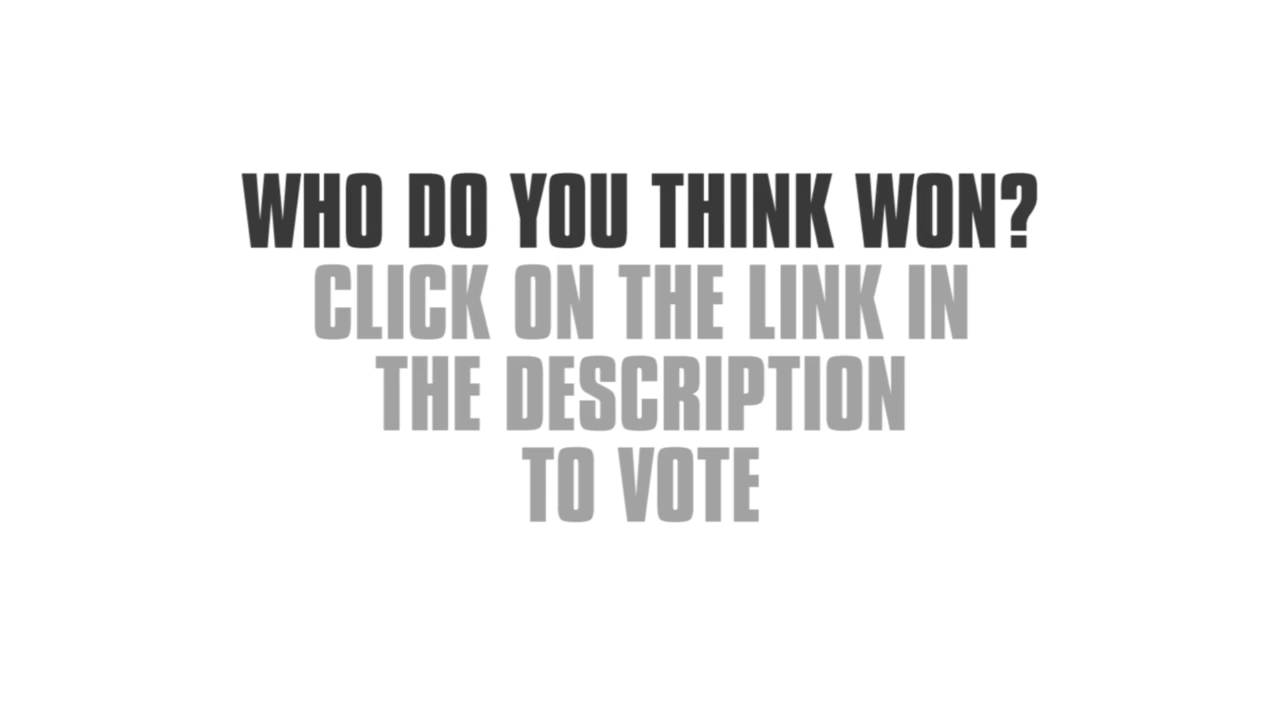 WHO DO YOU THINK WON?
CLICK ON THE LINK IN
THE DESCRIPTION
TO VOTE